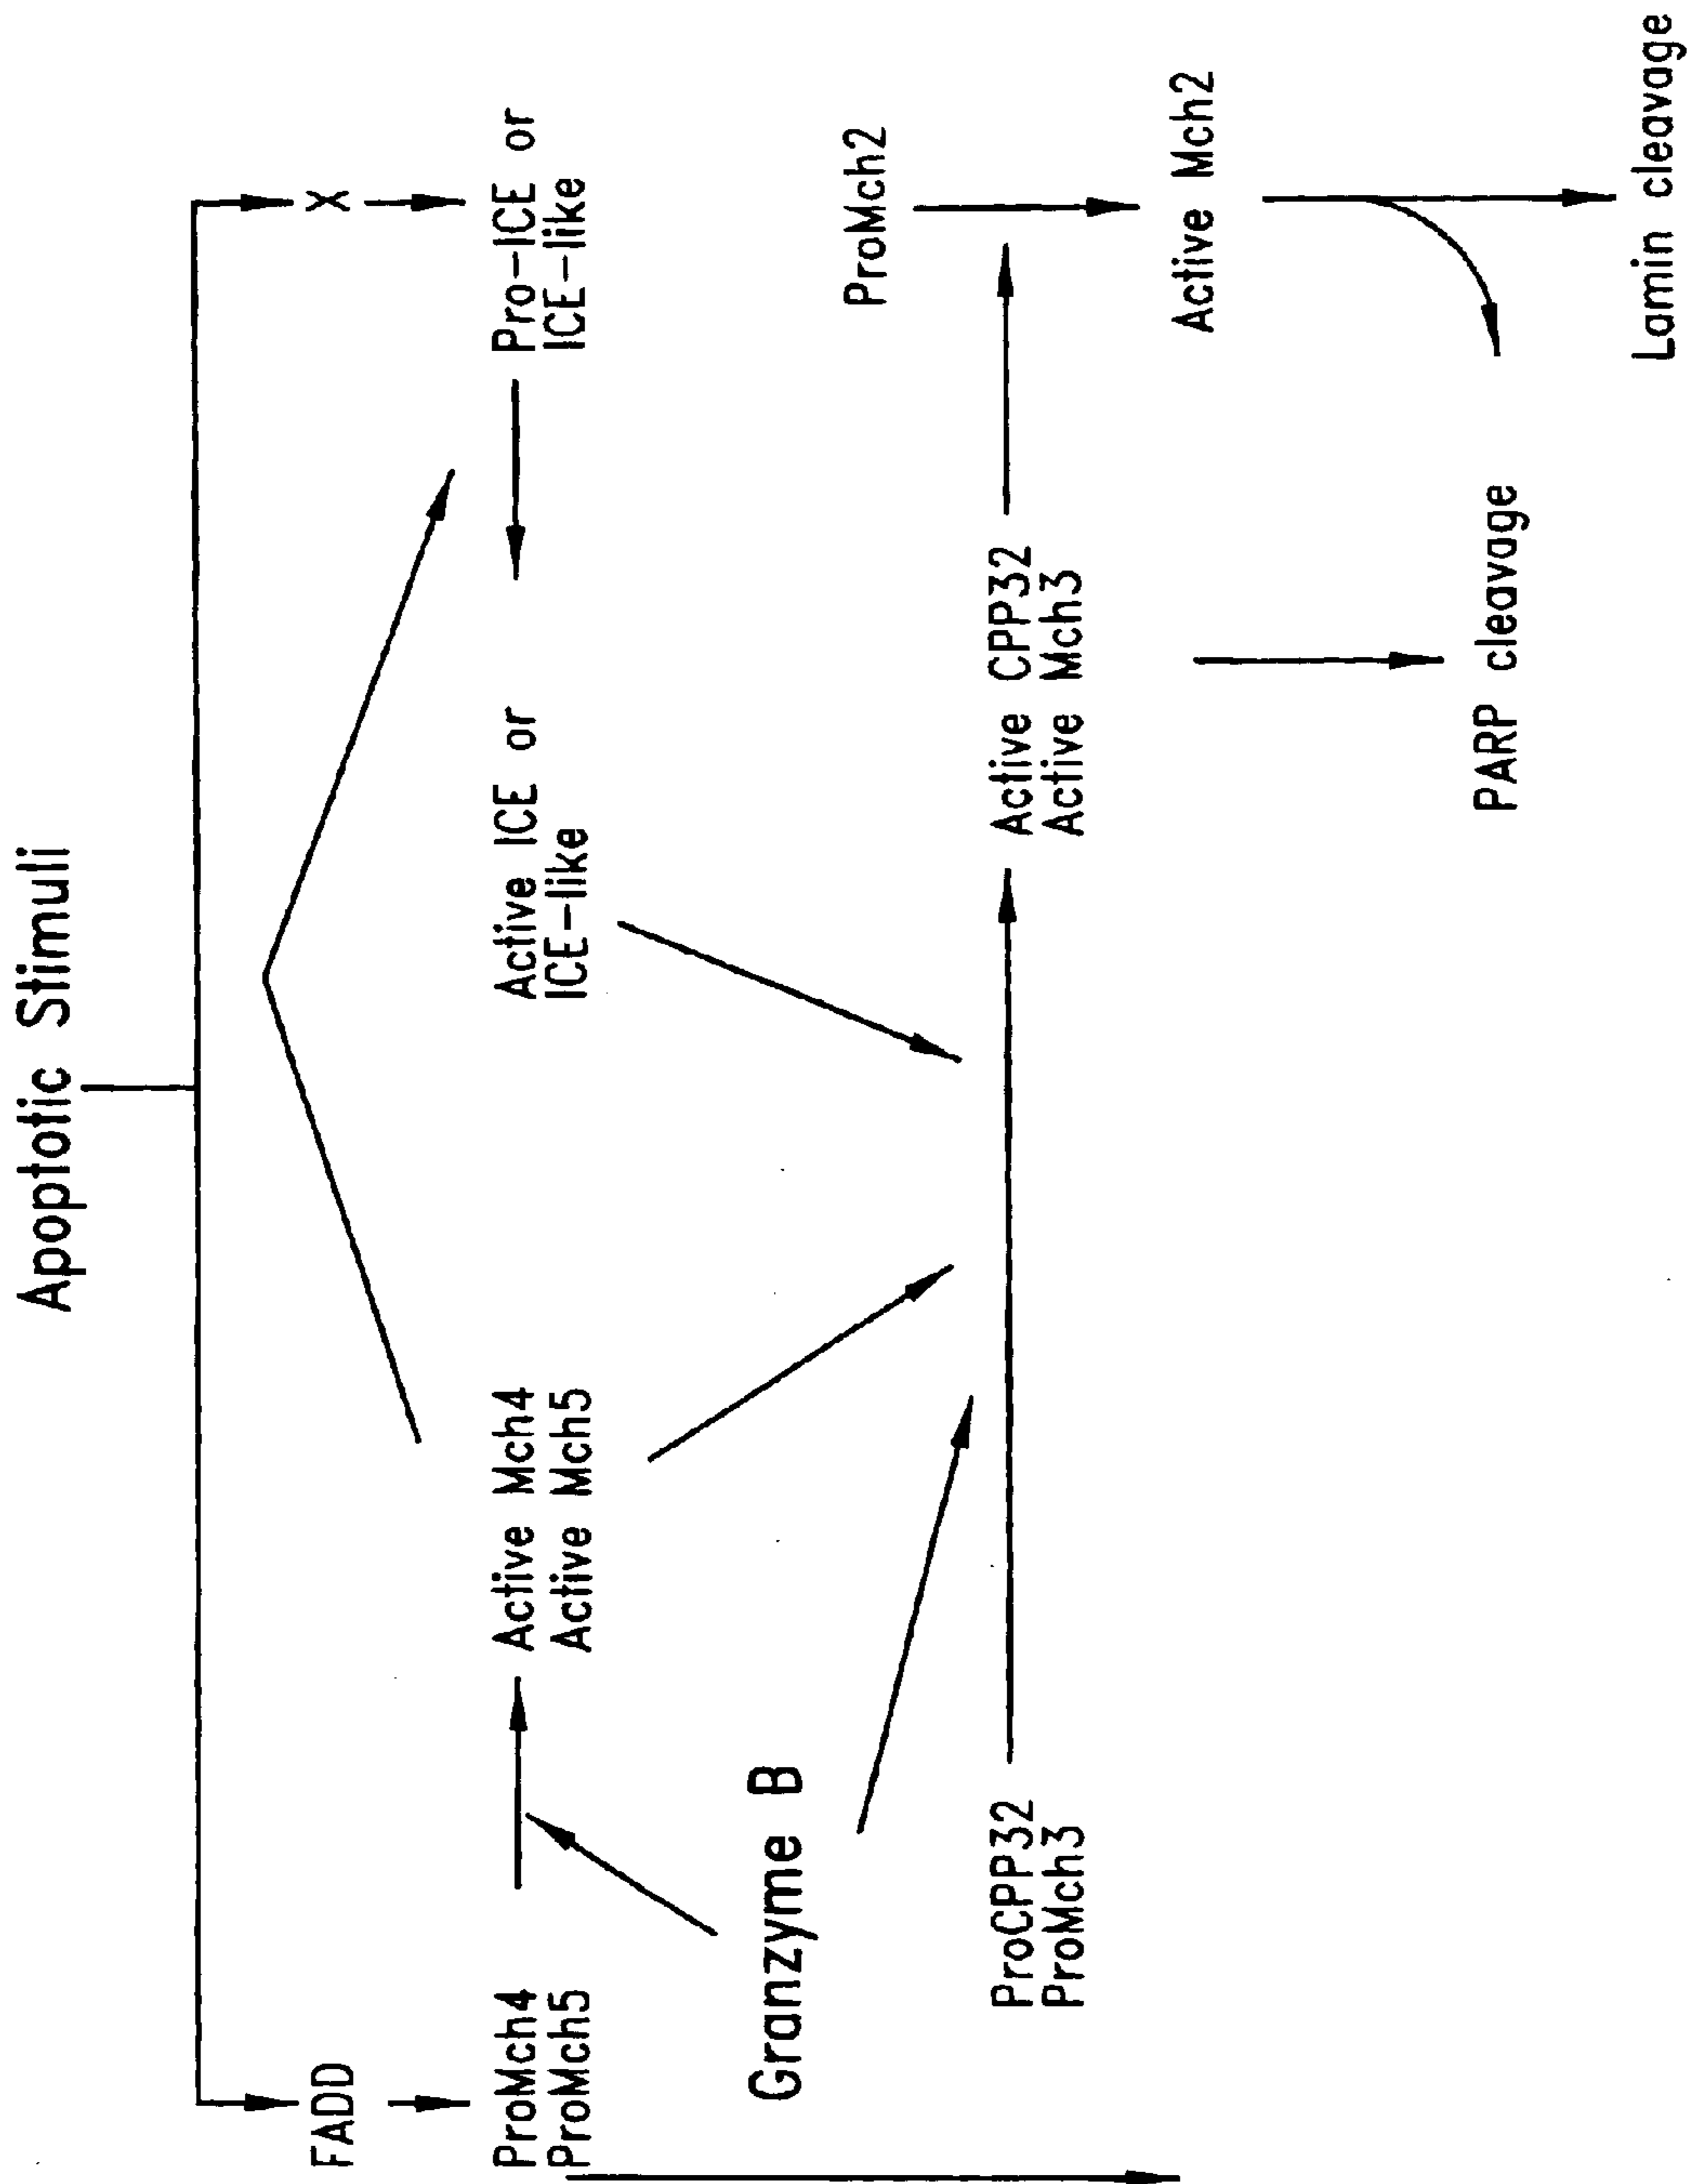 Apoptotic Stimuli
FADD
X
ProMch4
ProMch5
Active Mch4
Active Mch5
Active ICE or
ICE-like
Pro-ICE or
ICE-like
Granzyme B
ProMch2
ProCPP32
ProMch3
Active CPP32
Active Mch3
Active Mch2
PARP cleavage
Lamin cleavage